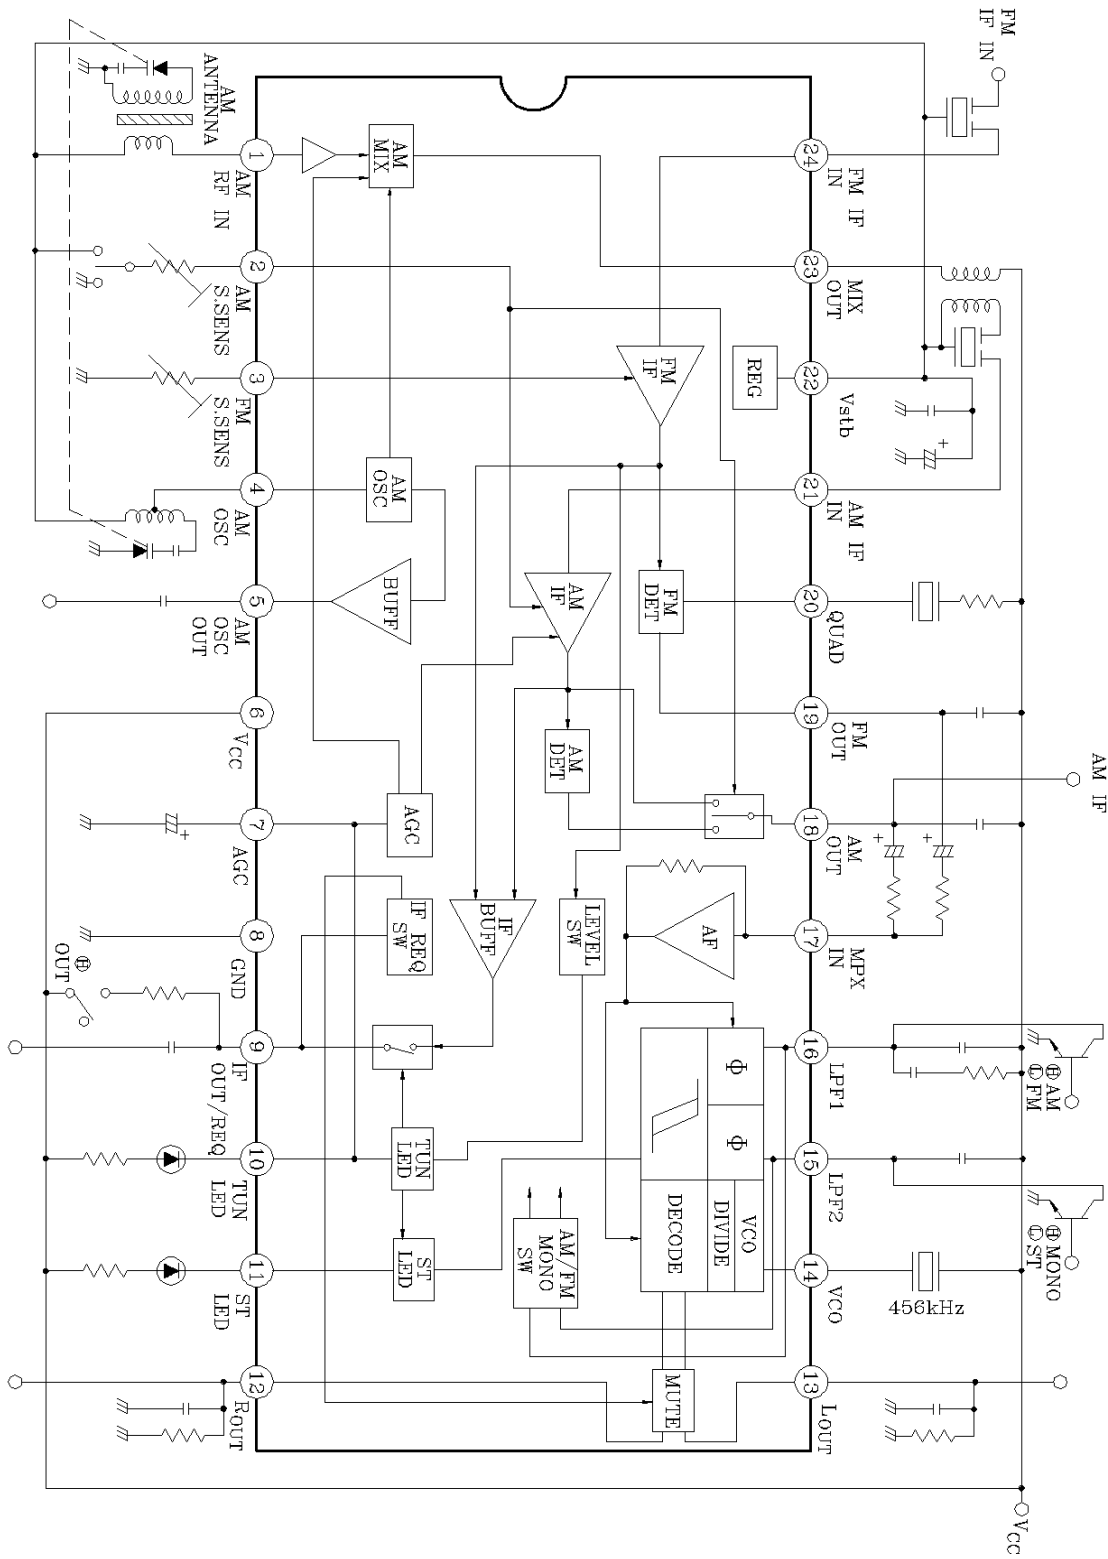 FM
IF IN
AM
ANTENNA
1
AM
RF IN
AM
MIX
24
FM IF
IN
2
AM
S.SENS
23
MIX
OUT
3
FM
S.SENS
FM
IF
REG
22
Vstb
4
AM
OSC
AM
OSC
21
AM IF
IN
5
AM
OSC
OUT
BUFF
AM
IF
FM
DET
20
QUAD
6
VCC
19
FM
OUT
AM IF
AM
DET
7
AGC
AGC
18
AM
OUT
8
GND
IF REQ
SW
IF
BUFF
LEVEL
SW
AF
17
MPX
IN
H
OUT
9
IF
OUT/REQ
Φ
16
LPF1
H AM
L FM
10
TUN
LED
TUN
LED
Φ
15
LPF2
H MONO
L ST
11
ST
LED
ST
LED
AM/FM
MONO
SW
DECODE
DIVIDE
VCO
14
VCO
456kHz
12
ROUT
MUTE
13
LOUT
VCC